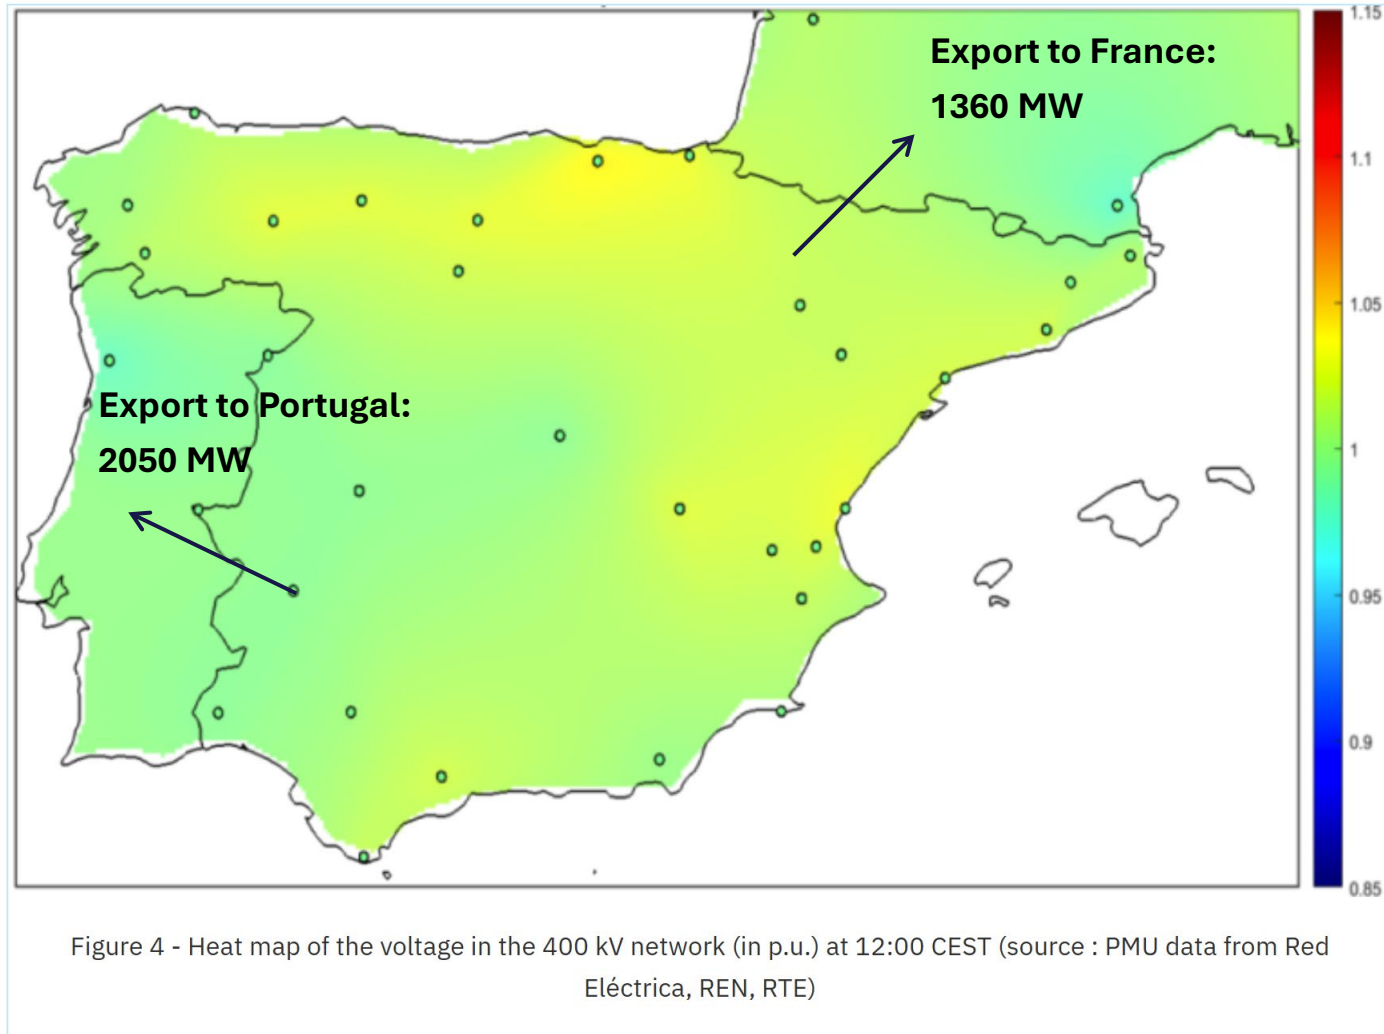 Export to France:
1360 MW
Export to Portugal:
2050 MW
1.15
1.1
1.05
1
0.95
0.9
0.85
Figure 4 - Heat map of the voltage in the 400 kV network (in p.u.) at 12:00 CEST (source : PMU data from Red
Eléctrica, REN, RTE)